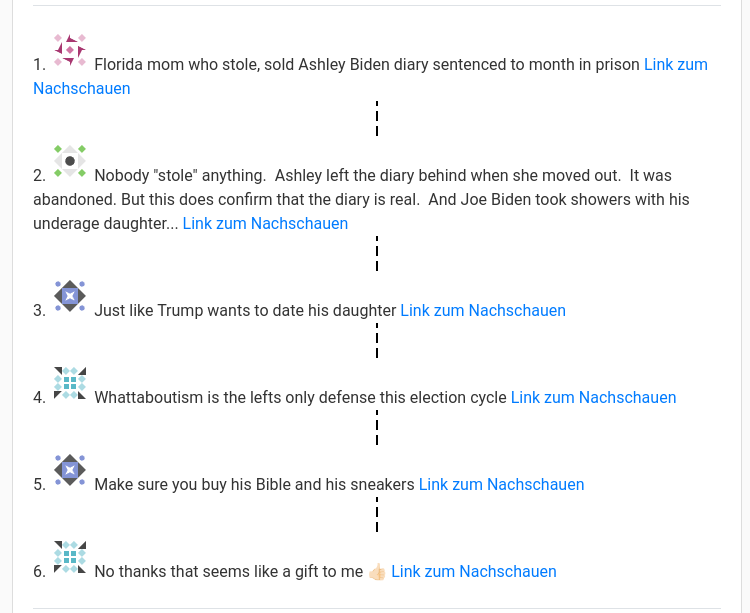 1. Florida mom who stole, sold Ashley Biden diary sentenced to month in prison Link zum
Nachschauen
2. Nobody "stole" anything.  Ashley left the diary behind when she moved out.  It was
abandoned. But this does confirm that the diary is real.  And Joe Biden took showers with his
underage daughter... Link zum Nachschauen
3. Just like Trump wants to date his daughter Link zum Nachschauen
4. Whattaboutism is the lefts only defense this election cycle Link zum Nachschauen
5. Make sure you buy his Bible and his sneakers Link zum Nachschauen
6. No thanks that seems like a gift to me 👍🏻 Link zum Nachschauen